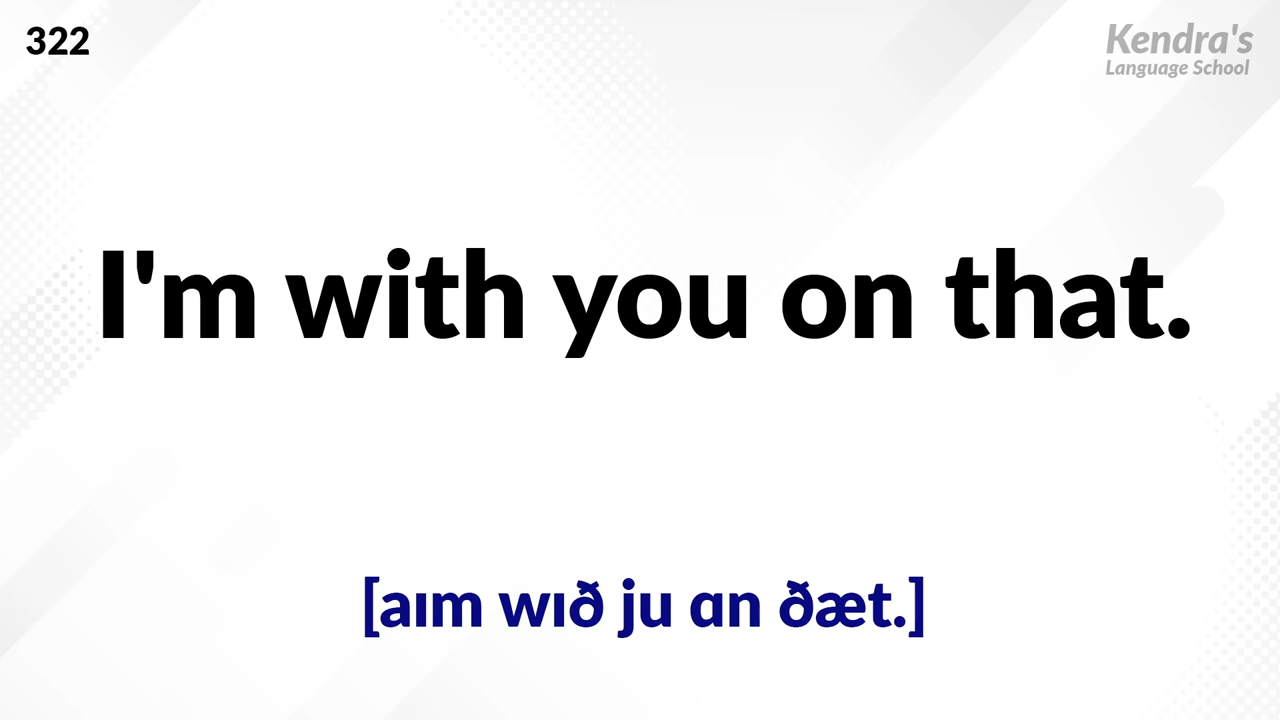 322
Kendra's
Language School
I'm with you on that.
[aɪm wɪð ju ɑn ðæt.]